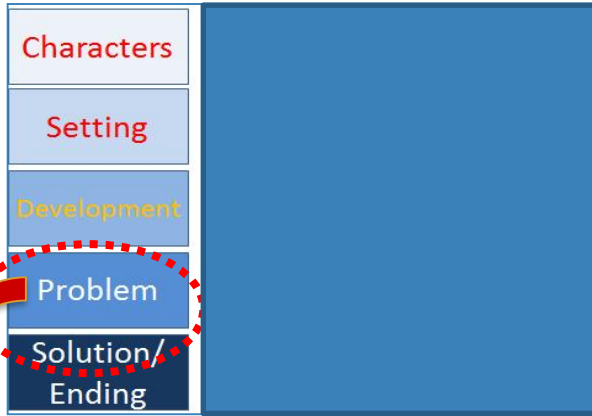 Characters
Setting
Development
Problem
Solution/
Ending